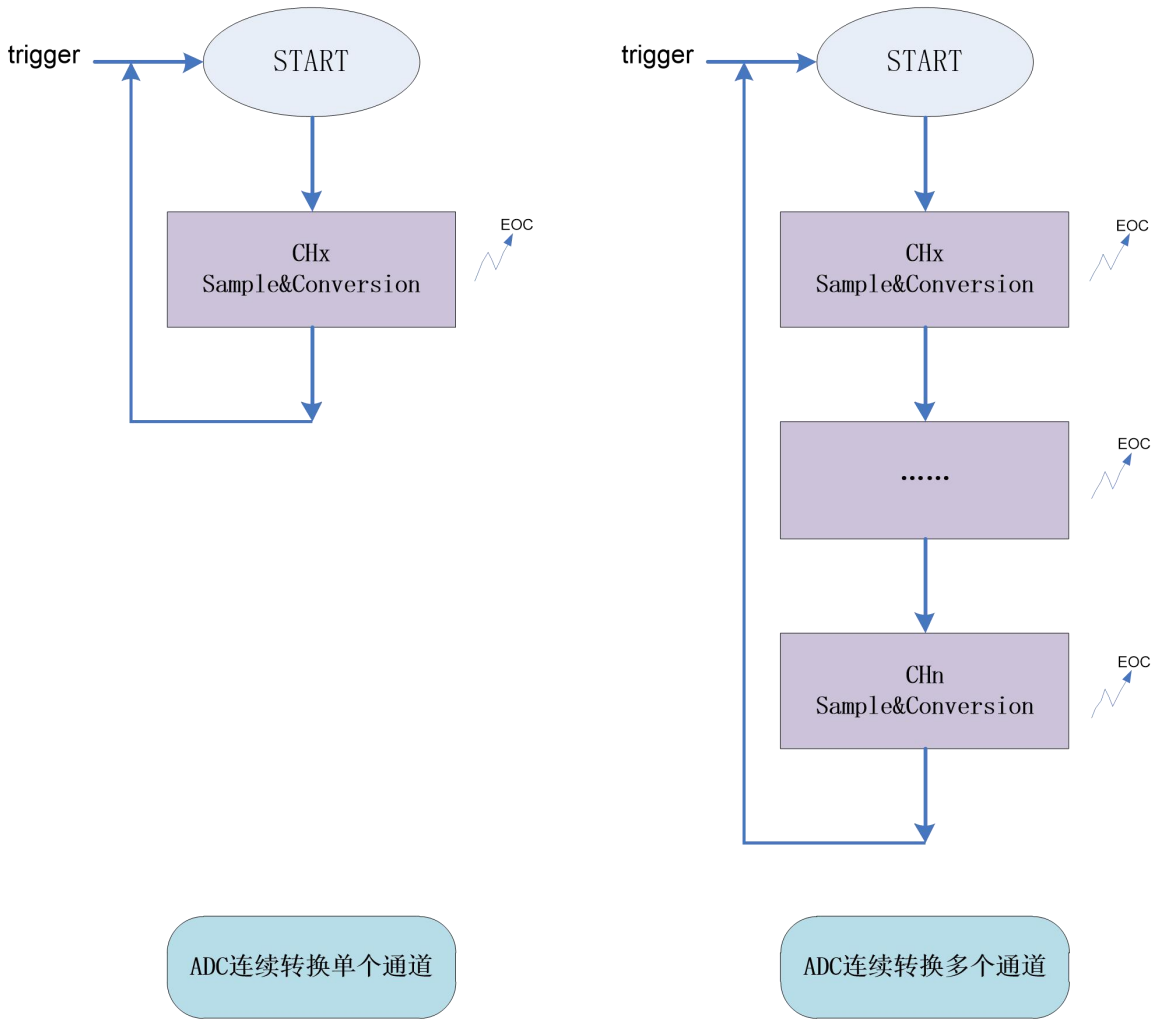 trigger
START
CHx
Sample&Conversion
EOC
ADC连续转换单个通道
trigger
START
CHx
Sample&Conversion
EOC
......
EOC
CHn
Sample&Conversion
EOC
ADC连续转换多个通道